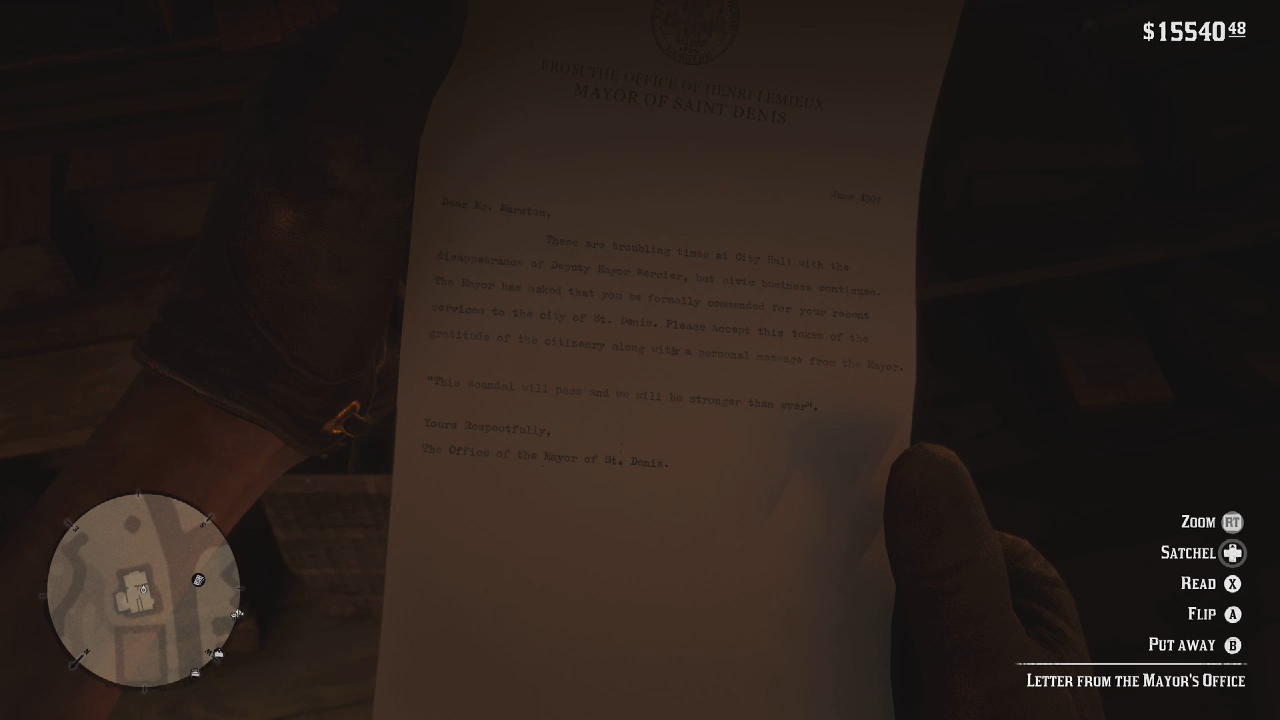 $15540 48
FROM THE OFFICE OF HENRI LEMIEUX
MAYOR OF SAINT DENIS
June 1907
Dear Mr. Marston,
These are troubling times at City Hall with the
disappearance of Deputy Mayor Mercier, but civic business continues.
The Mayor has asked that you be formally commended for your recent
services to the city of St. Denis. Please accept this token of the
gratitude of the citizenry along with a personal message from the Mayor.
"This scandal will pass and we will be stronger than ever".
Yours Respectfully,
The Office of the Mayor of St. Denis.
ZOOM RT
SATCHEL
READ X
FLIP A
PUT AWAY B
LETTER FROM THE MAYOR'S OFFICE